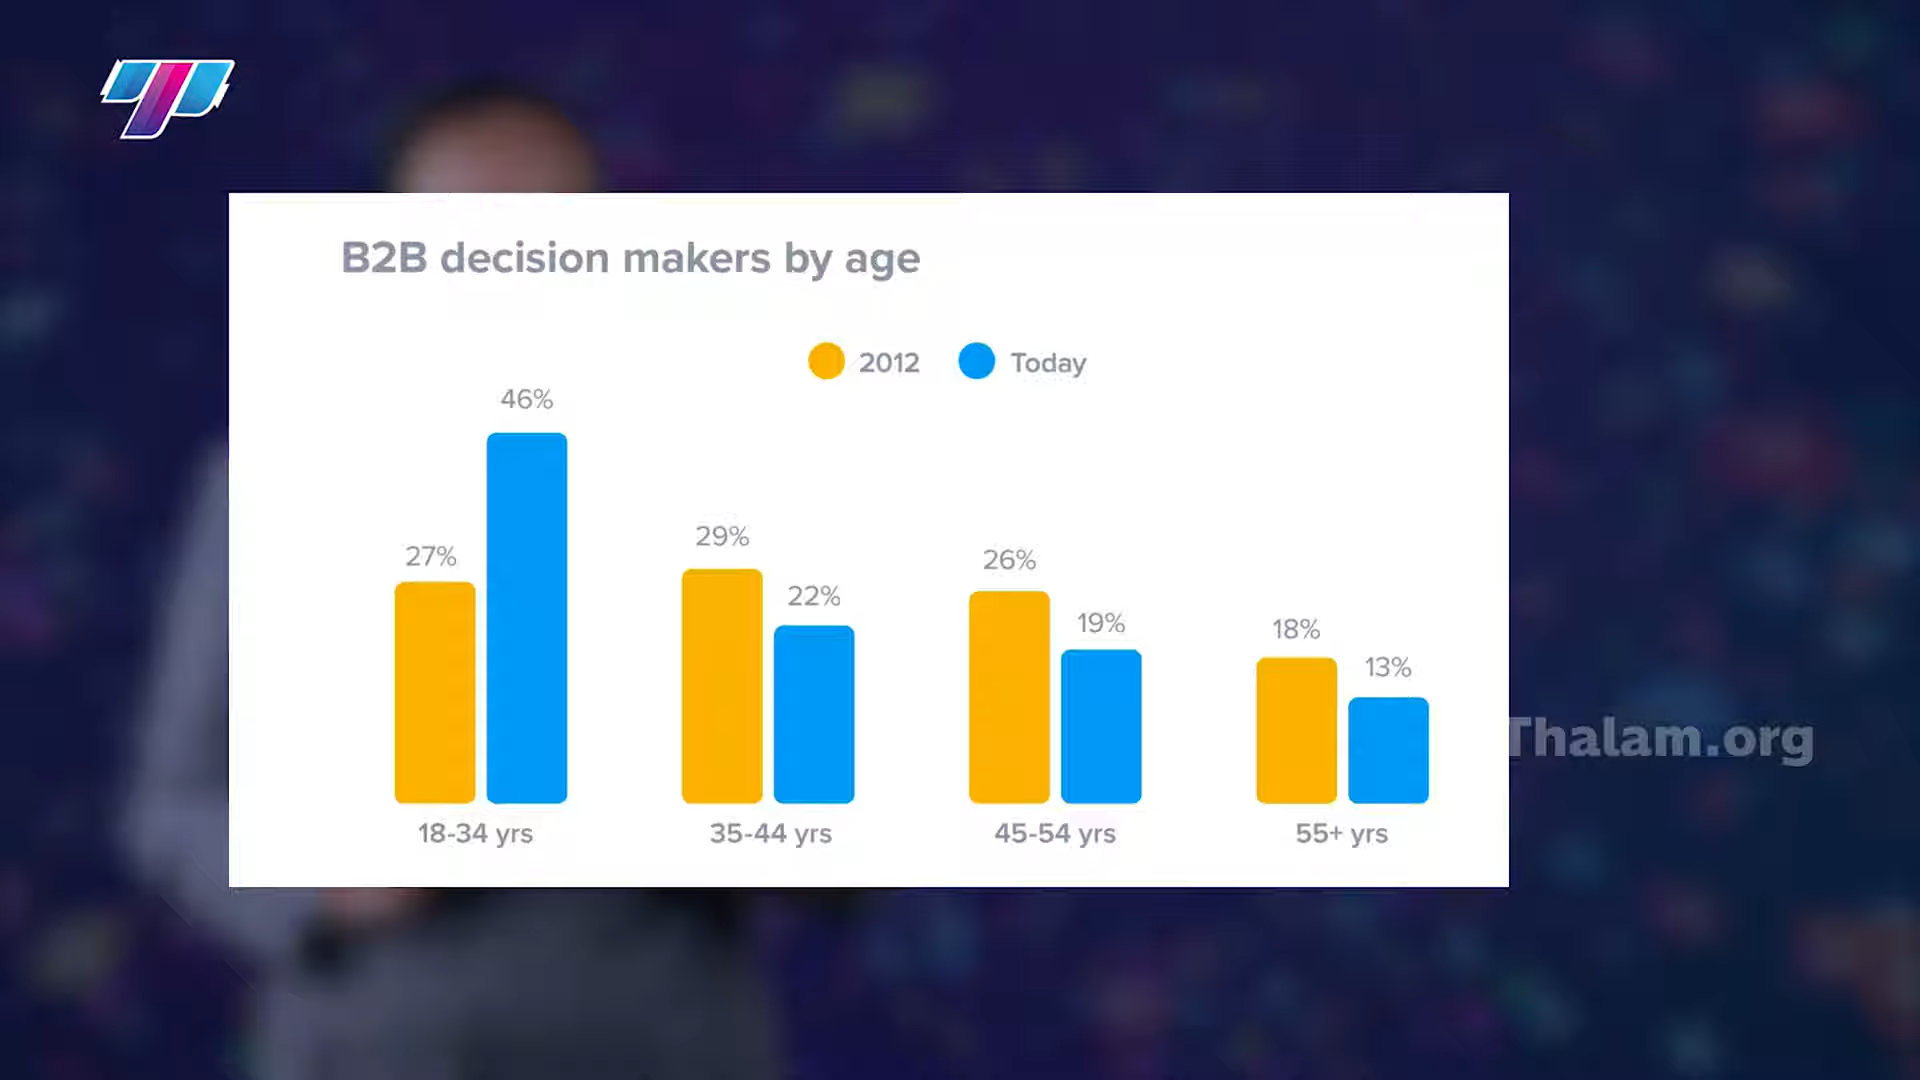 B2B decision makers by age
2012 Today
46%
27%
29%
22%
26%
19%
18%
13%
18-34 yrs 35-44 yrs 45-54 yrs 55+ yrs
Thalam.org